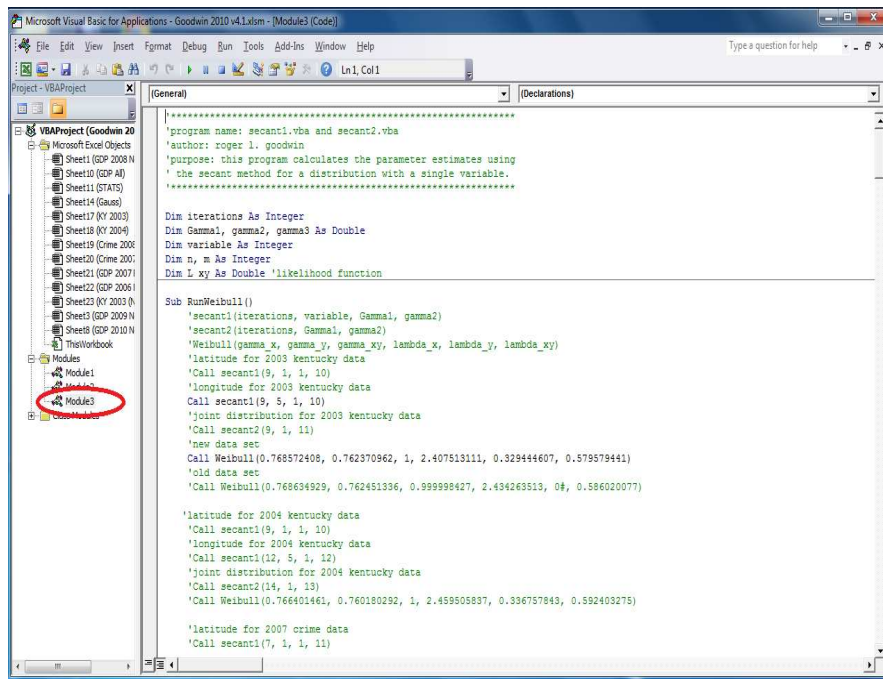 Microsoft Visual Basic for Applications - Goodwin 2010 v4.1.xlsm - [Module3 (Code)]
File Edit View Insert Format Debug Run Tools Add-Ins Window Help
Type a question for help
Ln 1, Col 1
Project - VBAProject
(General)
(Declarations)
VBAProject (Goodwin 20
Microsoft Excel Objects
Sheet1 (GDP 2008 N
Sheet10 (GDP All)
Sheet11 (STATS)
Sheet14 (Gauss)
Sheet17 (KY 2003)
Sheet18 (KY 2004)
Sheet19 (Crime 2008
Sheet20 (Crime 2007
Sheet21 (GDP 2007 I
Sheet22 (GDP 2006 I
Sheet23 (KY 2003 (N
Sheet3 (GDP 2009 N
Sheet8 (GDP 2010 N
ThisWorkbook
Modules
Module1
Module2
Module3
Class Modules
'**************************************************************
'program name: secant1.vba and secant2.vba
'author: roger l. goodwin
'purpose: this program calculates the parameter estimates using
' the secant method for a distribution with a single variable.
'**************************************************************
Dim iterations As Integer
Dim Gamma1, gamma2, gamma3 As Double
Dim variable As Integer
Dim n, m As Integer
Dim L_xy As Double 'likelihood function
Sub RunWeibull()
'secant1(iterations, variable, Gamma1, gamma2)
'secant2(iterations, Gamma1, gamma2)
'Weibull(gamma_x, gamma_y, gamma_xy, lambda_x, lambda_y, lambda_xy)
'latitude for 2003 kentucky data
'Call secant1(9, 1, 1, 10)
'longitude for 2003 kentucky data
Call secant1(9, 5, 1, 10)
'joint distribution for 2003 kentucky data
'Call secant2(9, 1, 11)
'new data set
Call Weibull(0.768572408, 0.762370962, 1, 2.407513111, 0.329444607, 0.579579441)
'old data set
'Call Weibull(0.768634929, 0.762451336, 0.999998427, 2.434263513, 0#, 0.586020077)
'latitude for 2004 kentucky data
'Call secant1(9, 1, 1, 10)
'longitude for 2004 kentucky data
'Call secant1(12, 5, 1, 12)
'joint distribution for 2004 kentucky data
'Call secant2(14, 1, 13)
'Call Weibull(0.766401461, 0.760180292, 1, 2.459505837, 0.336757843, 0.592403275)
'latitude for 2007 crime data
'Call secant1(7, 1, 1, 11)